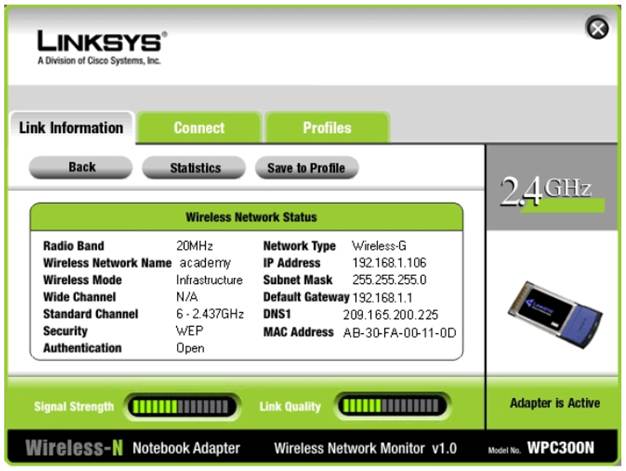 LINKSYS®
A Division of Cisco Systems, Inc.
Link Information Connect Profiles
Back Statistics Save to Profile
2.4GHz
Wireless Network Status
Radio Band 20MHz Network Type Wireless-G
Wireless Network Name academy IP Address 192.168.1.106
Wireless Mode Infrastructure Subnet Mask 255.255.255.0
Wide Channel N/A Default Gateway 192.168.1.1
Standard Channel 6 - 2.437GHz DNS1 209.165.200.225
Security WEP MAC Address AB-30-FA-00-11-0D
Authentication Open
LINKSYS
Signal Strength Link Quality Adapter is Active
Wireless-N Notebook Adapter Wireless Network Monitor v1.0 Model No. WPC300N